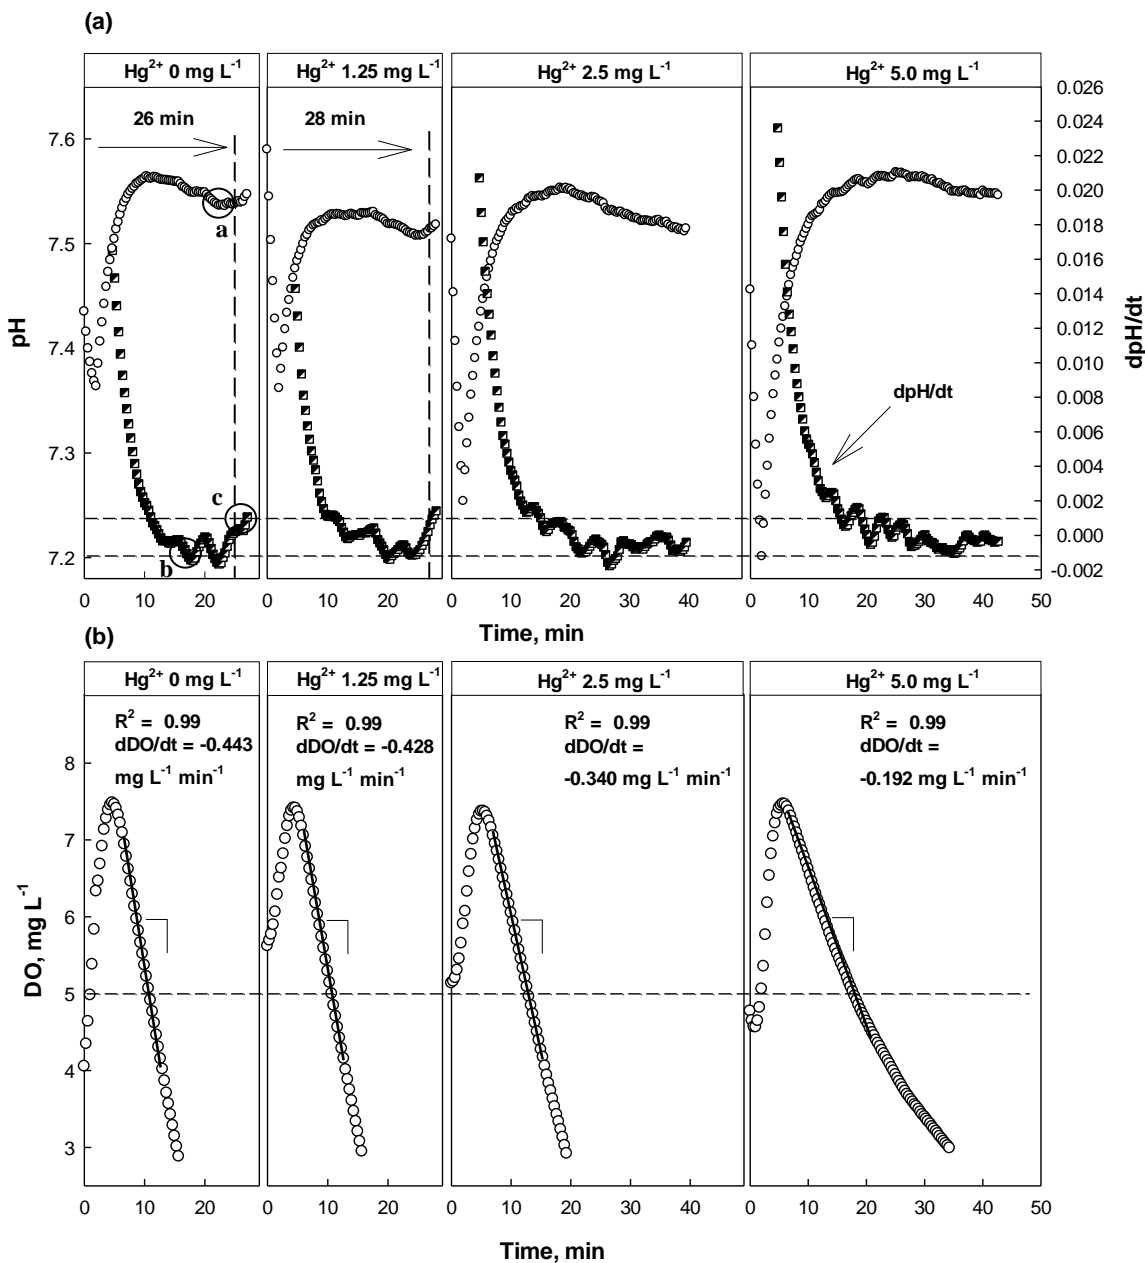 (a)
Hg²⁺ 0 mg L⁻¹
Hg²⁺ 1.25 mg L⁻¹
Hg²⁺ 2.5 mg L⁻¹
Hg²⁺ 5.0 mg L⁻¹
26 min
28 min
pH
7.6
7.5
7.4
7.3
7.2
a
b
c
dpH/dt
0.026
0.024
0.022
0.020
0.018
0.016
0.014
0.012
0.010
0.008
0.006
0.004
0.002
0.000
-0.002
dpH/dt
0 10 20
0 10 20
0 10 20 30 40
0 10 20 30 40 50
Time, min
(b)
Hg²⁺ 0 mg L⁻¹
Hg²⁺ 1.25 mg L⁻¹
Hg²⁺ 2.5 mg L⁻¹
Hg²⁺ 5.0 mg L⁻¹
R² = 0.99
dDO/dt = -0.443
mg L⁻¹ min⁻¹
R² = 0.99
dDO/dt = -0.428
mg L⁻¹ min⁻¹
R² = 0.99
dDO/dt =
-0.340 mg L⁻¹ min⁻¹
R² = 0.99
dDO/dt =
-0.192 mg L⁻¹ min⁻¹
DO, mg L⁻¹
8
7
6
5
4
3
0 10 20
0 10 20
0 10 20 30 40
0 10 20 30 40 50
Time, min